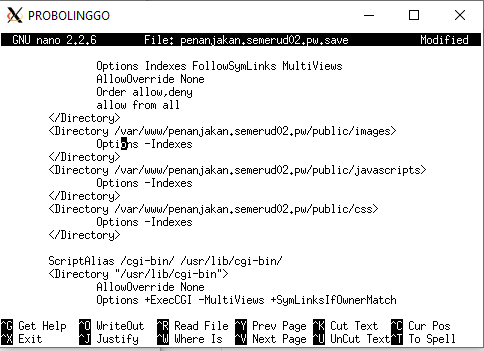 PROBOLINGGO
GNU nano 2.2.6 File: penanjakan.semerud02.pw.save Modified
Options Indexes FollowSymLinks MultiViews
AllowOverride None
Order allow,deny
allow from all
</Directory>
<Directory /var/www/penanjakan.semerud02.pw/public/images>
Options -Indexes
</Directory>
<Directory /var/www/penanjakan.semerud02.pw/public/javascripts>
Options -Indexes
</Directory>
<Directory /var/www/penanjakan.semerud02.pw/public/css>
Options -Indexes
</Directory>
ScriptAlias /cgi-bin/ /usr/lib/cgi-bin/
<Directory "/usr/lib/cgi-bin">
AllowOverride None
Options +ExecCGI -MultiViews +SymLinksIfOwnerMatch
^G Get Help ^O WriteOut ^R Read File ^Y Prev Page ^K Cut Text ^C Cur Pos
^X Exit ^J Justify ^W Where Is ^V Next Page ^U UnCut Text ^T To Spell